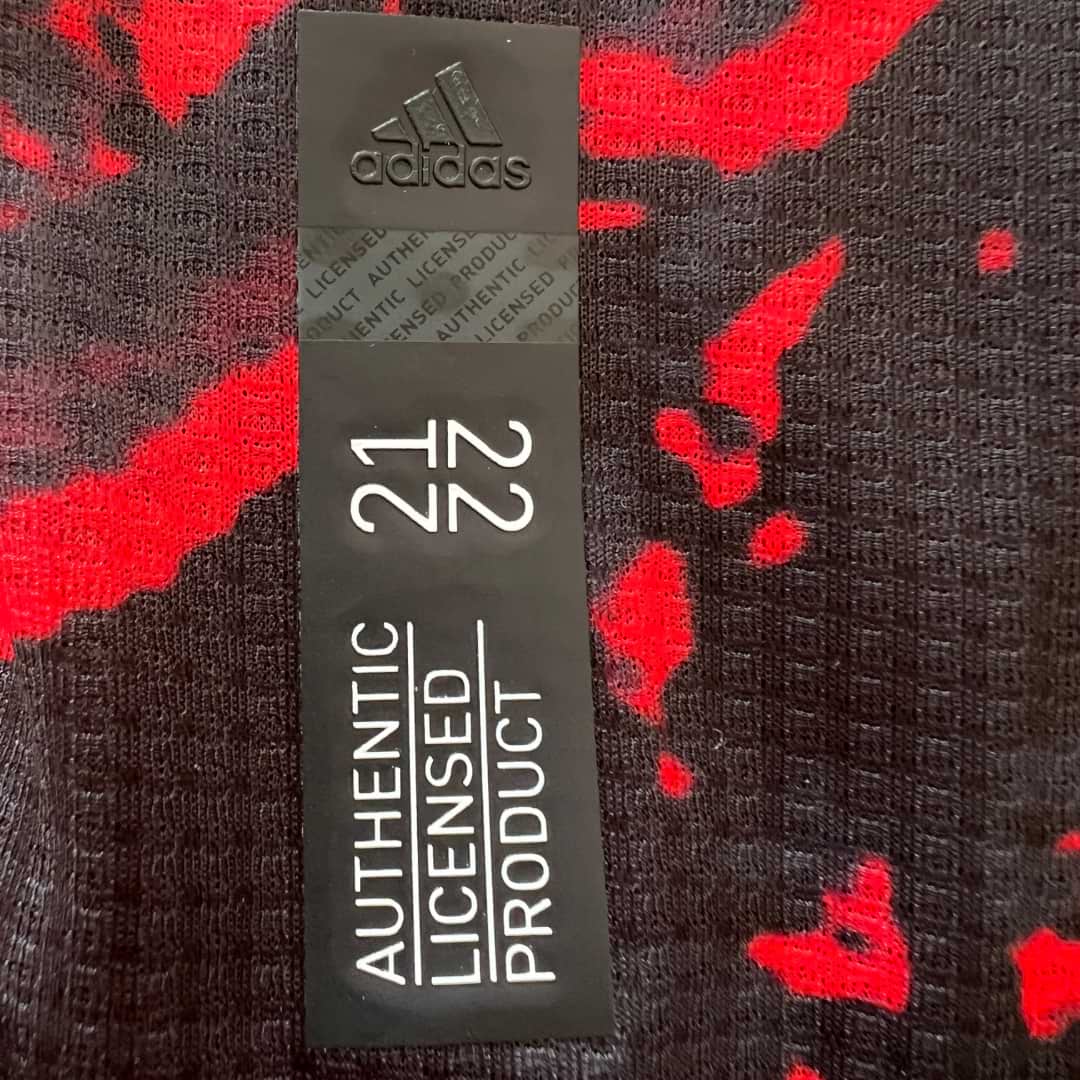 adidas
AUTHENTIC LICENSED PRODUCT
21
22
AUTHENTIC
LICENSED
PRODUCT